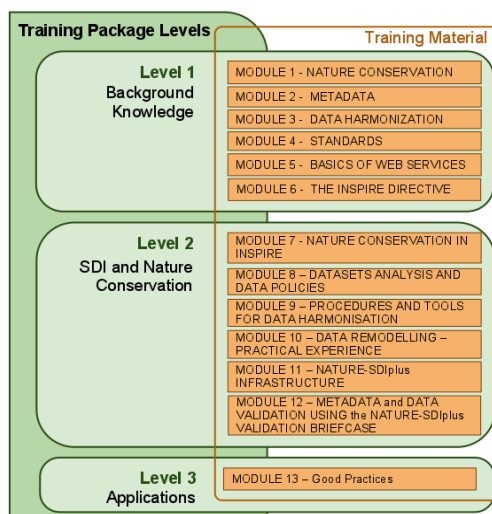 Training Package Levels
Training Material
Level 1
Background
Knowledge
MODULE 1 - NATURE CONSERVATION
MODULE 2 - METADATA
MODULE 3 - DATA HARMONIZATION
MODULE 4 - STANDARDS
MODULE 5 - BASICS OF WEB SERVICES
MODULE 6 - THE INSPIRE DIRECTIVE
Level 2
SDI and Nature
Conservation
MODULE 7 - NATURE CONSERVATION IN
INSPIRE
MODULE 8 – DATASETS ANALYSIS AND
DATA POLICIES
MODULE 9 – PROCEDURES AND TOOLS
FOR DATA HARMONISATION
MODULE 10 – DATA REMODELLING –
PRACTICAL EXPERIENCE
MODULE 11 – NATURE-SDIplus
INFRASTRUCTURE
MODULE 12 – METADATA and DATA
VALIDATION USING the NATURE-SDIplus
VALIDATION BRIEFCASE
Level 3
Applications
MODULE 13 – Good Practices